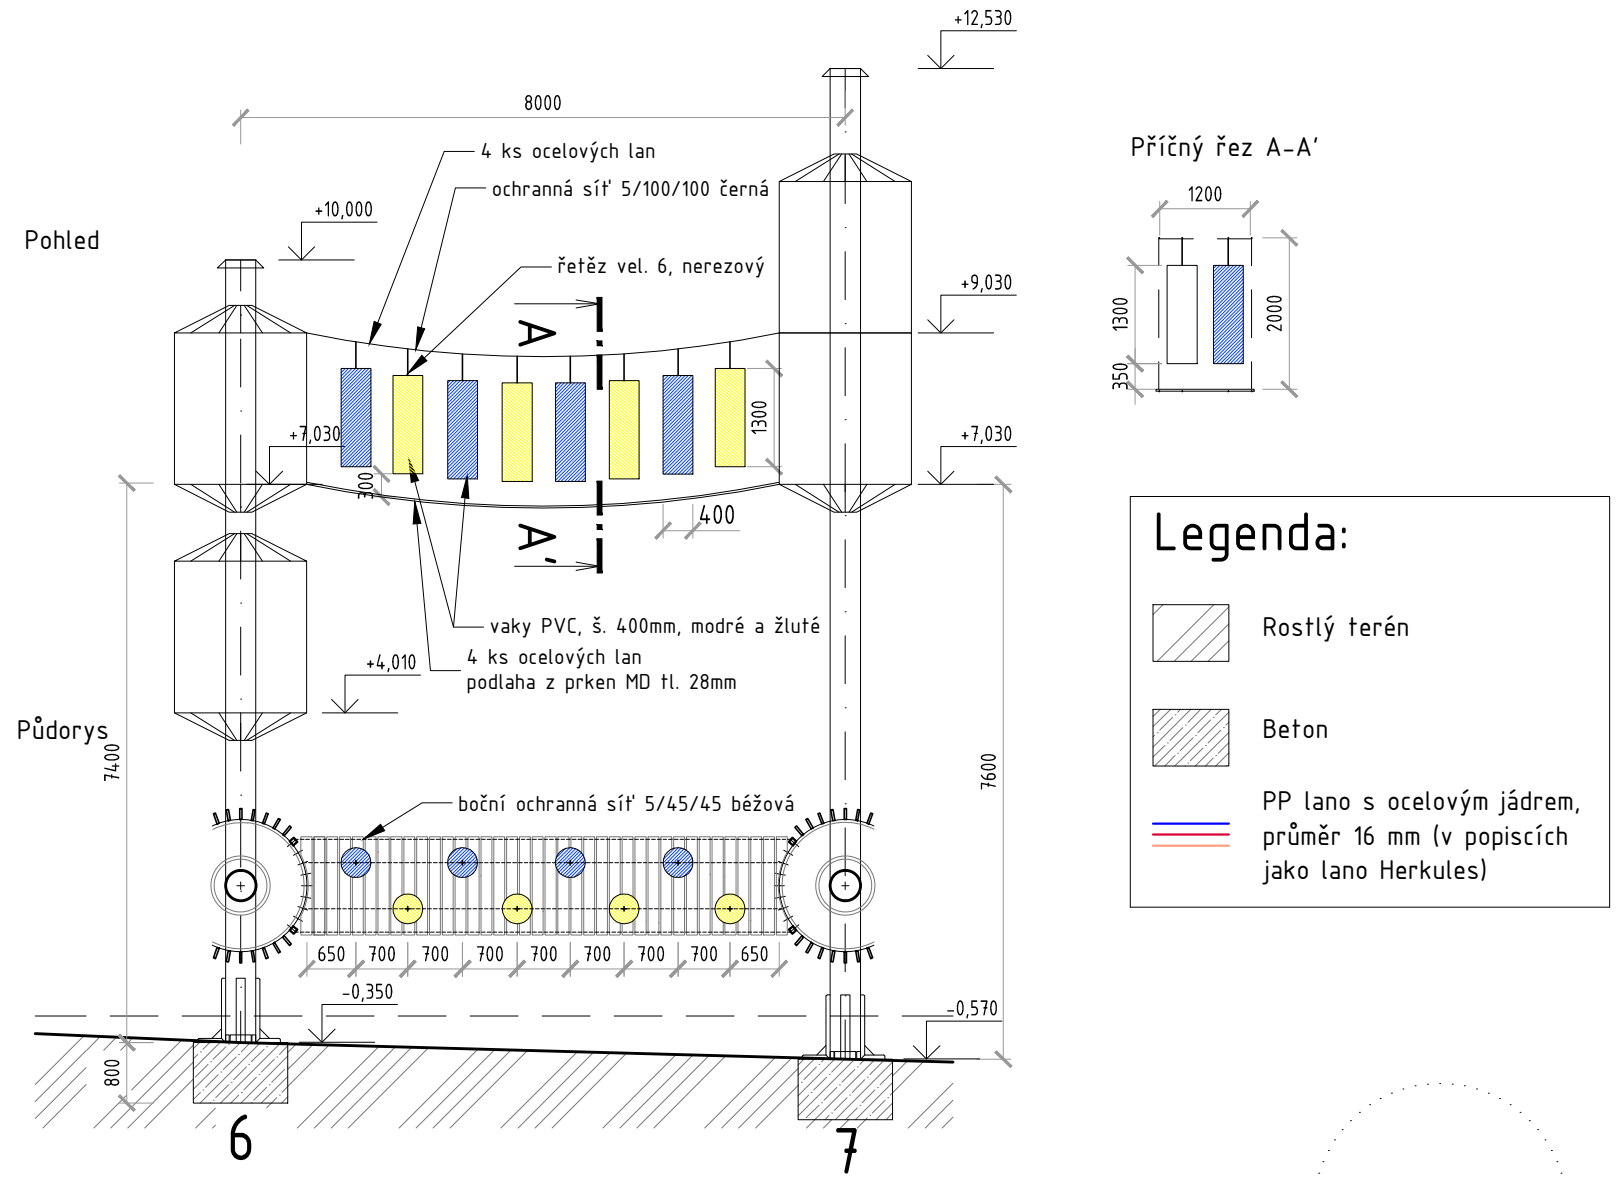 +12,530
8000
4 ks ocelových lan
ochranná síť 5/100/100 černá
Příčný řez A-A'
1200
+10,000
Pohled
řetěz vel. 6, nerezový
+9,030
A
1300
2000
350
+7,030
1300
+7,030
300
400
A'
Legenda:
vaky PVC, š. 400mm, modré a žluté
4 ks ocelových lan
podlaha z prken MD tl. 28mm
+4,010
Rostlý terén
Půdorys
7400
7600
Beton
boční ochranná síť 5/45/45 béžová
PP lano s ocelovým jádrem,
průměr 16 mm (v popiscích
jako lano Herkules)
650 700 700 700 700 700 700 700 650
-0,350
-0,570
800
6
7